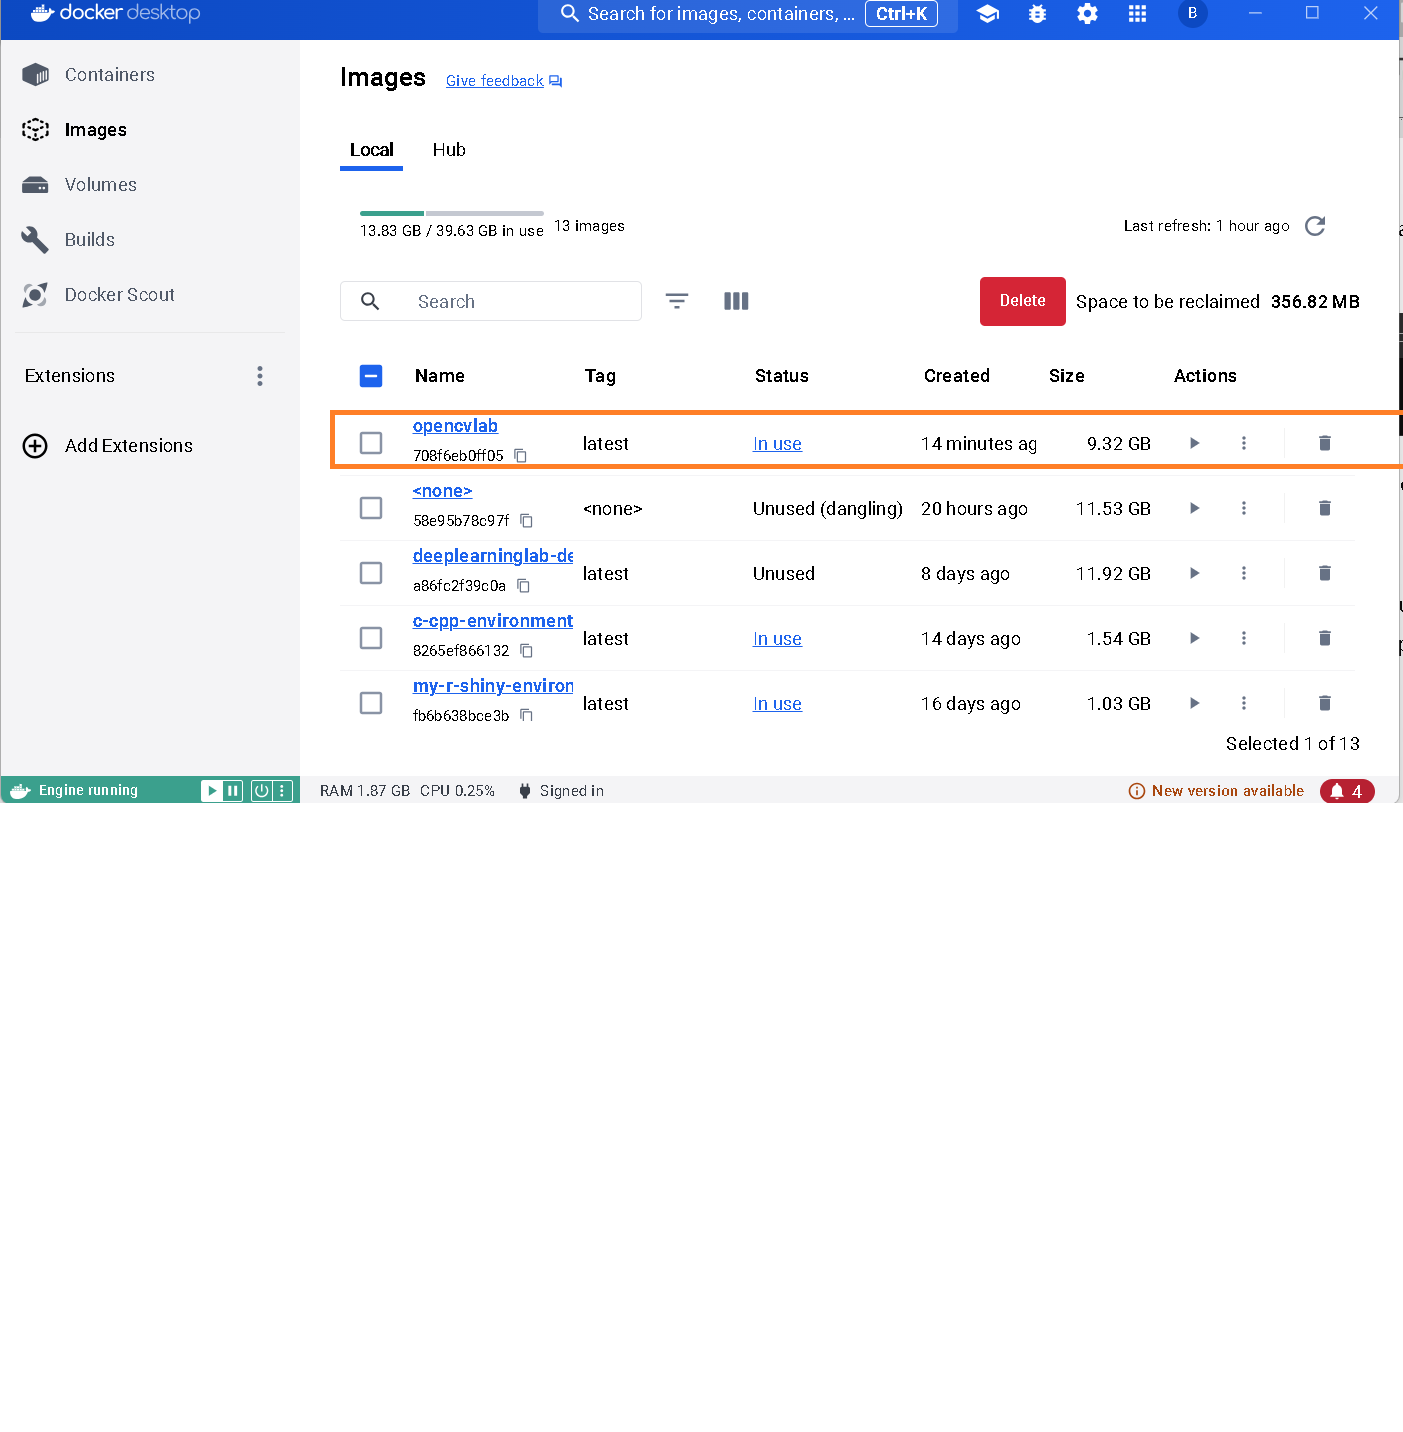 docker desktop
Search for images, containers, ... Ctrl+K
B
Containers
Images
Volumes
Builds
Docker Scout
Extensions
Add Extensions
Images Give feedback
Local Hub
13.83 GB / 39.63 GB in use 13 images
Last refresh: 1 hour ago
Search
Delete Space to be reclaimed 356.82 MB
Name Tag Status Created Size Actions
opencvlab
708f6eb0ff05
latest In use 14 minutes ag 9.32 GB
<none>
58e95b78c97f
<none> Unused (dangling) 20 hours ago 11.53 GB
deeplearninglab-de
a86fc2f39c0a
latest Unused 8 days ago 11.92 GB
c-cpp-environment
8265ef866132
latest In use 14 days ago 1.54 GB
my-r-shiny-environ
fb6b638bce3b
latest In use 16 days ago 1.03 GB
Selected 1 of 13
Engine running
RAM 1.87 GB CPU 0.25% Signed in
New version available 4